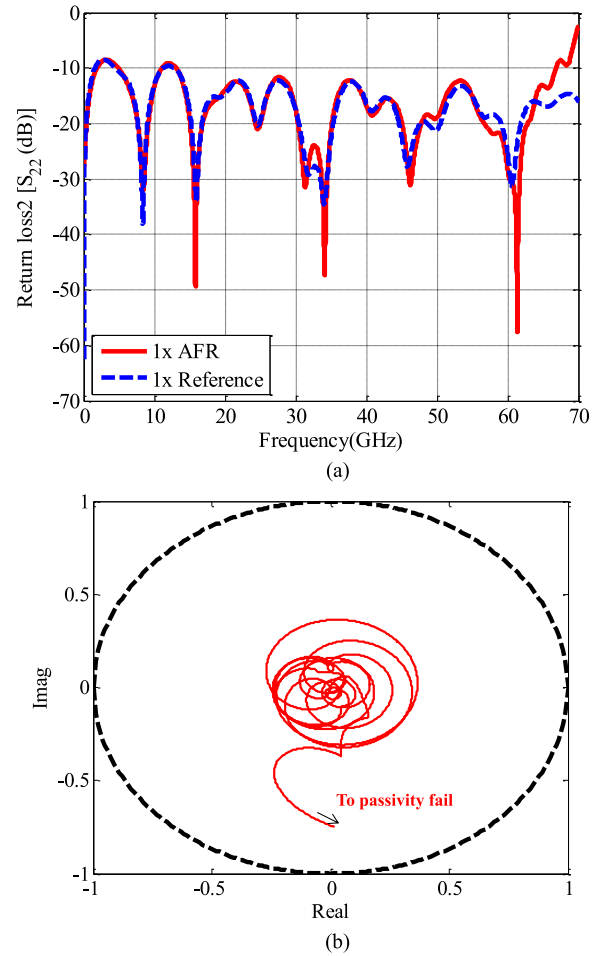 0
-10
-20
-30
-40
-50
-60
-70
Return loss2 [S22 (dB)]
1x AFR
1x Reference
0 10 20 30 40 50 60 70
Frequency(GHz)
(a)
1
0.5
0
-0.5
-1
Imag
To passivity fail
-1 -0.5 0 0.5 1
Real
(b)